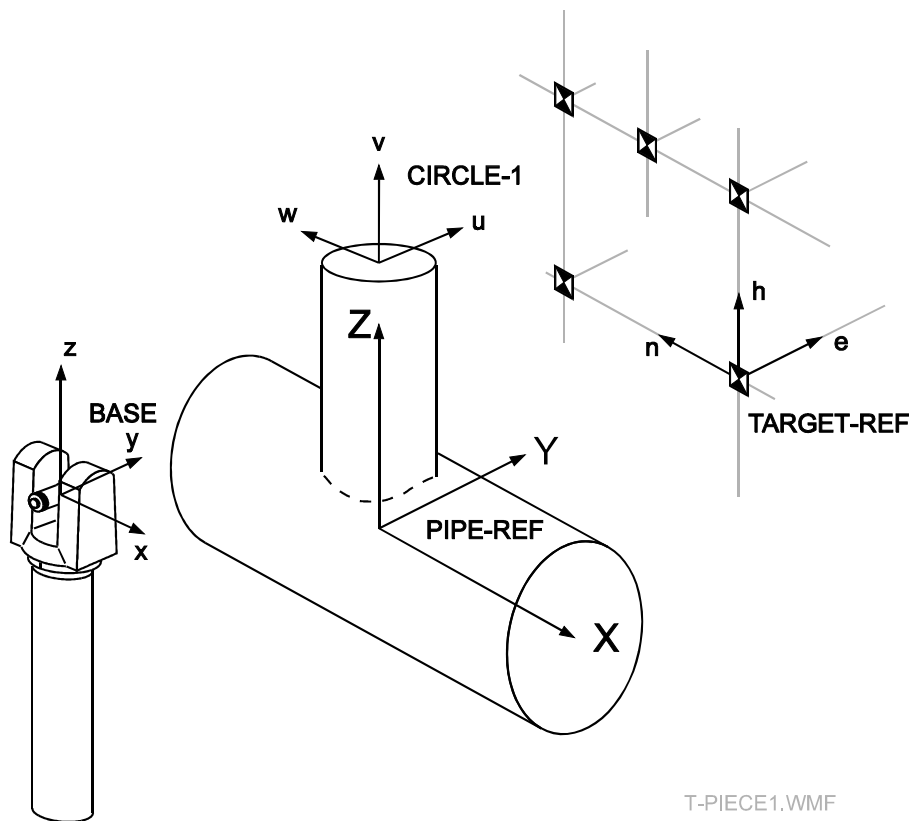 v
CIRCLE-1
w
u
Z
h
n
e
TARGET-REF
z
BASE
y
Y
PIPE-REF
x
X
T-PIECE1.WMF